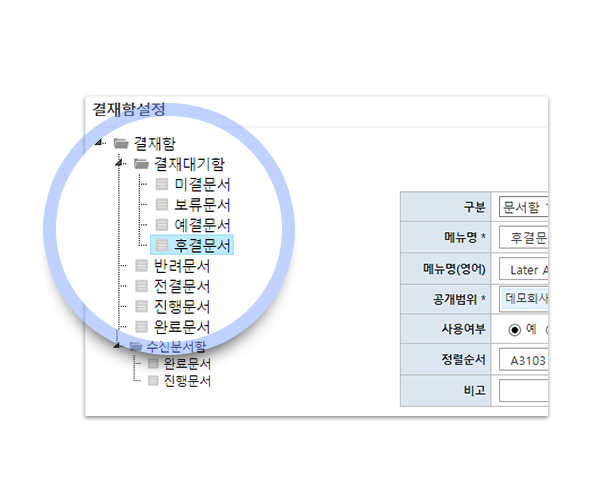 결재함설정
결재함
결재대기함
미결문서
보류문서
예결문서
후결문서
반려문서
전결문서
진행문서
완료문서
수신문서함
완료문서
진행문서
구분 문서함
메뉴명 * 후결문
메뉴명(영어) Later A
공개범위 * 데모회사
사용여부 예
정렬순서 A3103
비고